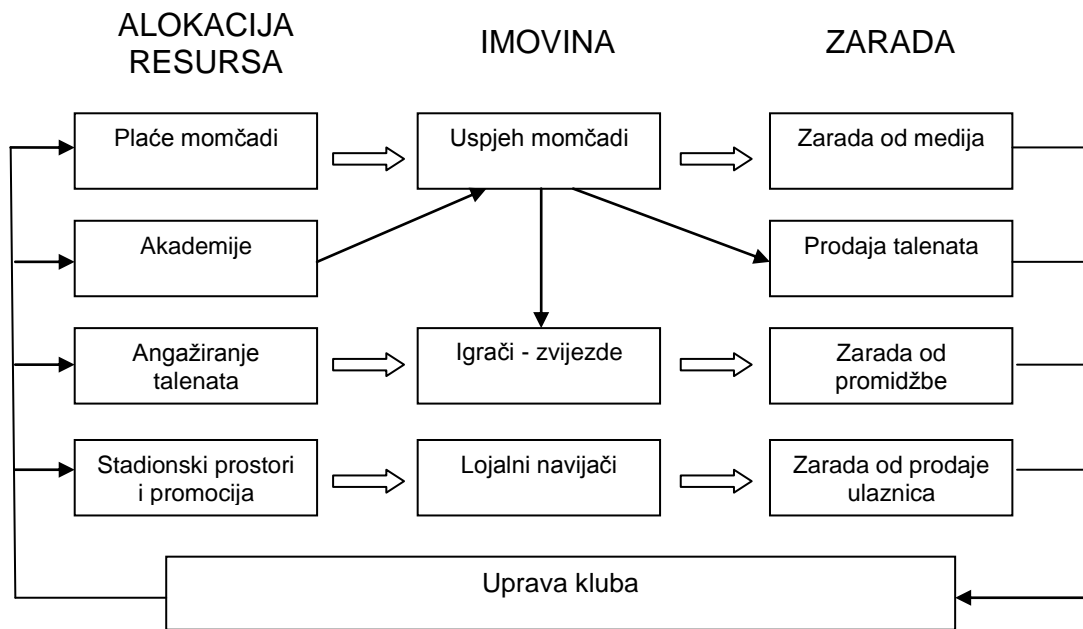 ALOKACIJA
RESURSA
IMOVINA
ZARADA
Plaće momčadi
Uspjeh momčadi
Zarada od medija
Akademije
Prodaja talenata
Angažiranje
talenata
Igrači - zvijezde
Zarada od
promidžbe
Stadionski prostori
i promocija
Lojalni navijači
Zarada od prodaje
ulaznica
Uprava kluba